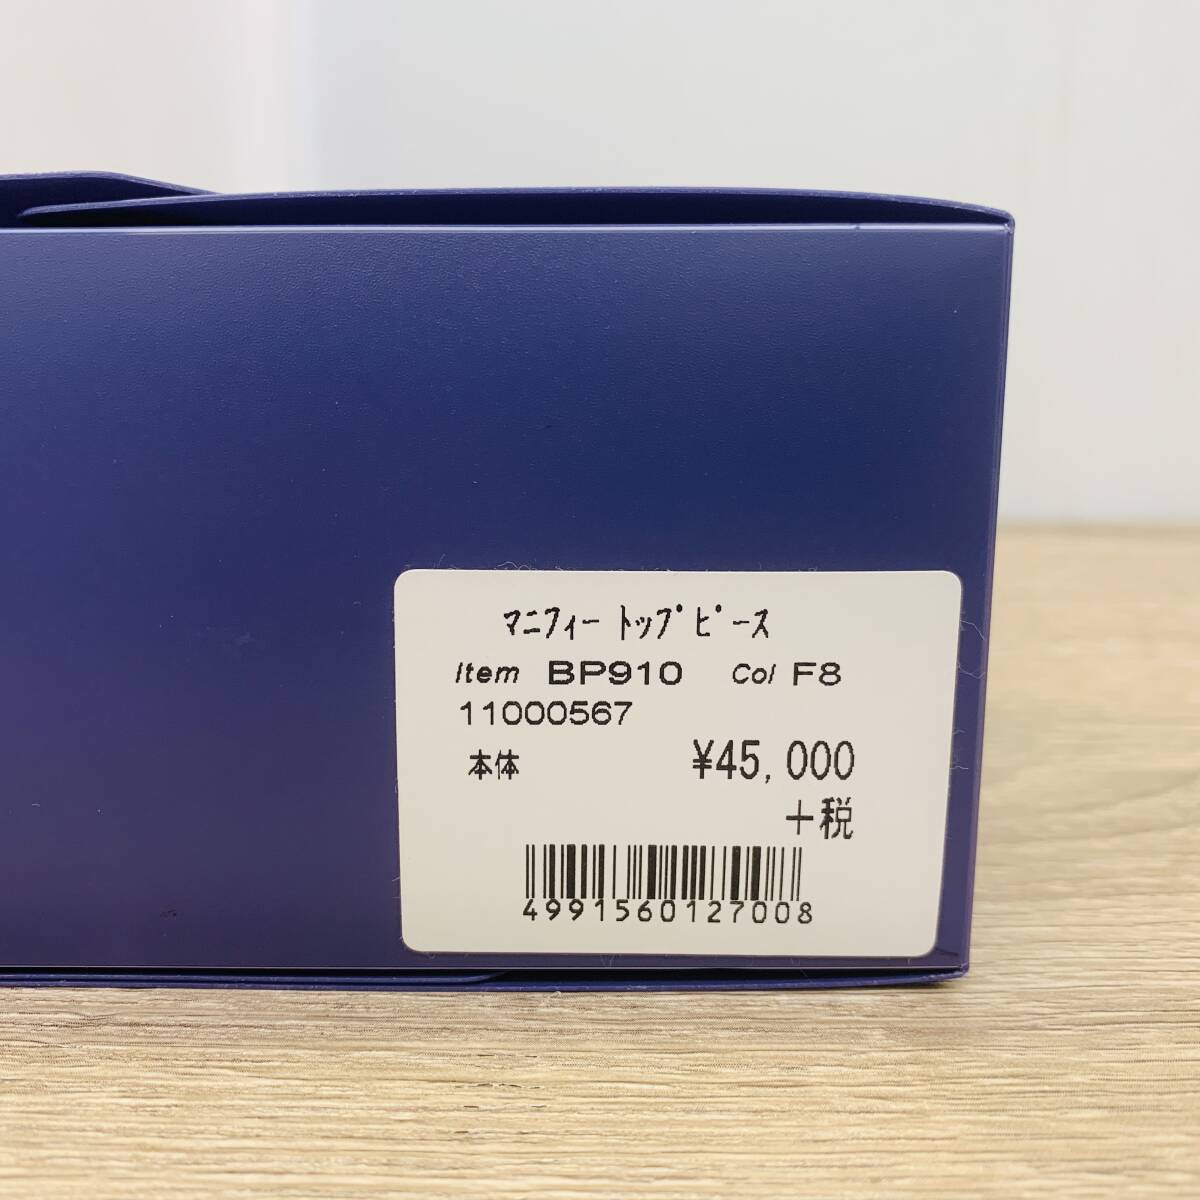 ﾏﾆﾌｨｰ ﾄｯﾌﾟﾋﾟｰｽ
Item BP910 Col F8
11000567
本体 ¥45,000
+税
4991560127008